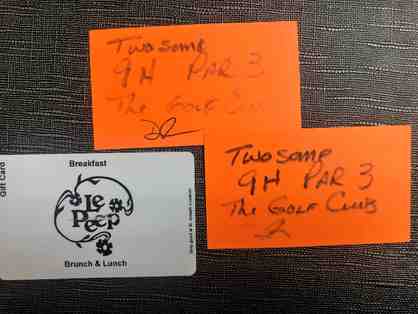 Twosome
9H PAR 3
The GOLF
Twosome
9H PAR 3
The GOLF CLUB
Gift Card
Breakfast
Le
Peep
Brunch & Lunch